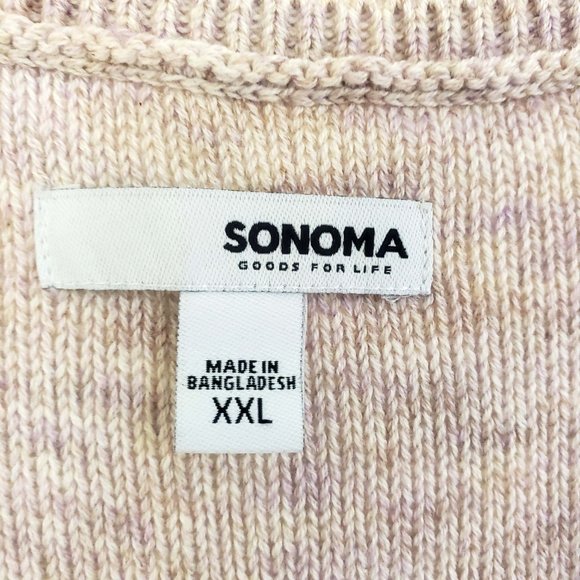 SONOMA
GOODS FOR LIFE
MADE IN
BANGLADESH
XXL